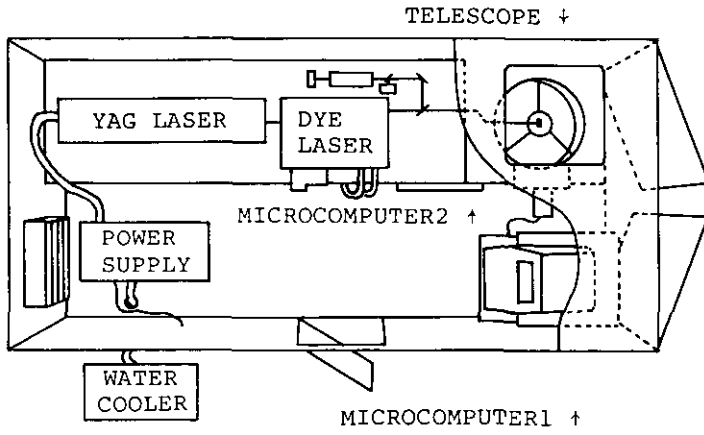 TELESCOPE ↓
YAG LASER
DYE
LASER
MICROCOMPUTER2 ↑
POWER
SUPPLY
WATER
COOLER
MICROCOMPUTER1 ↑